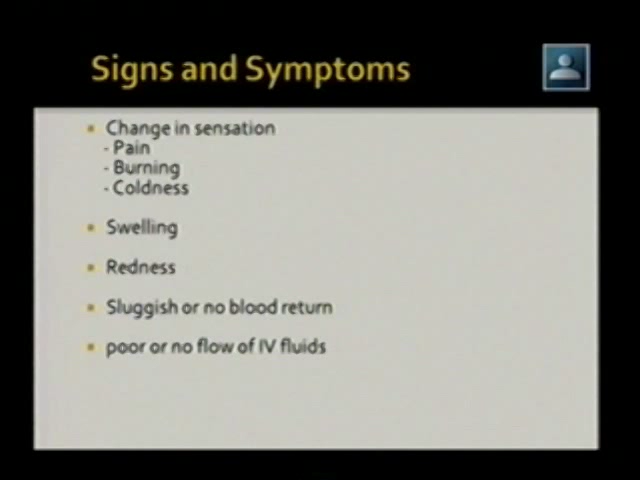 Signs and Symptoms
▪ Change in sensation
- Pain
- Burning
- Coldness
▪ Swelling
▪ Redness
▪ Sluggish or no blood return
▪ poor or no flow of IV fluids